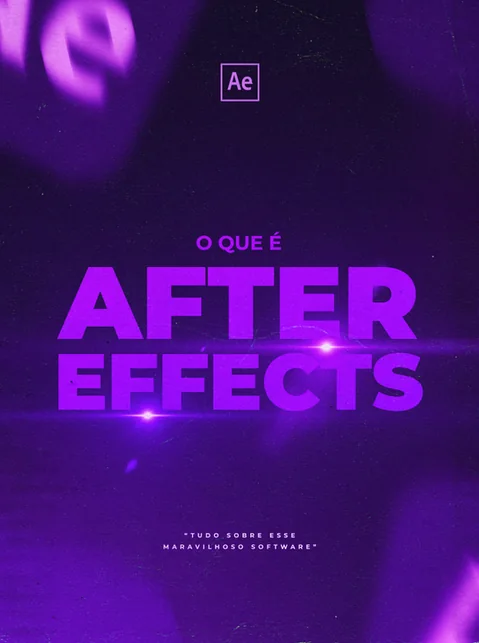 Ae
O QUE É
AFTER
EFFECTS
"TUDO SOBRE ESSE
MARAVILHOSO SOFTWARE"